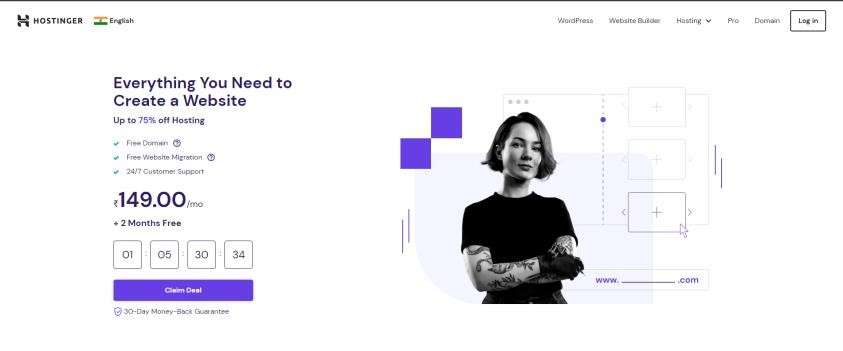 HOSTINGER
English
WordPress
Website Builder
Hosting
Pro
Domain
Log in
Everything You Need to
Create a Website
Up to 75% off Hosting
Free Domain
Free Website Migration
24/7 Customer Support
₹149.00/mo
+ 2 Months Free
01 : 05 : 30 : 34
Claim Deal
30-Day Money-Back Guarantee
www. .com